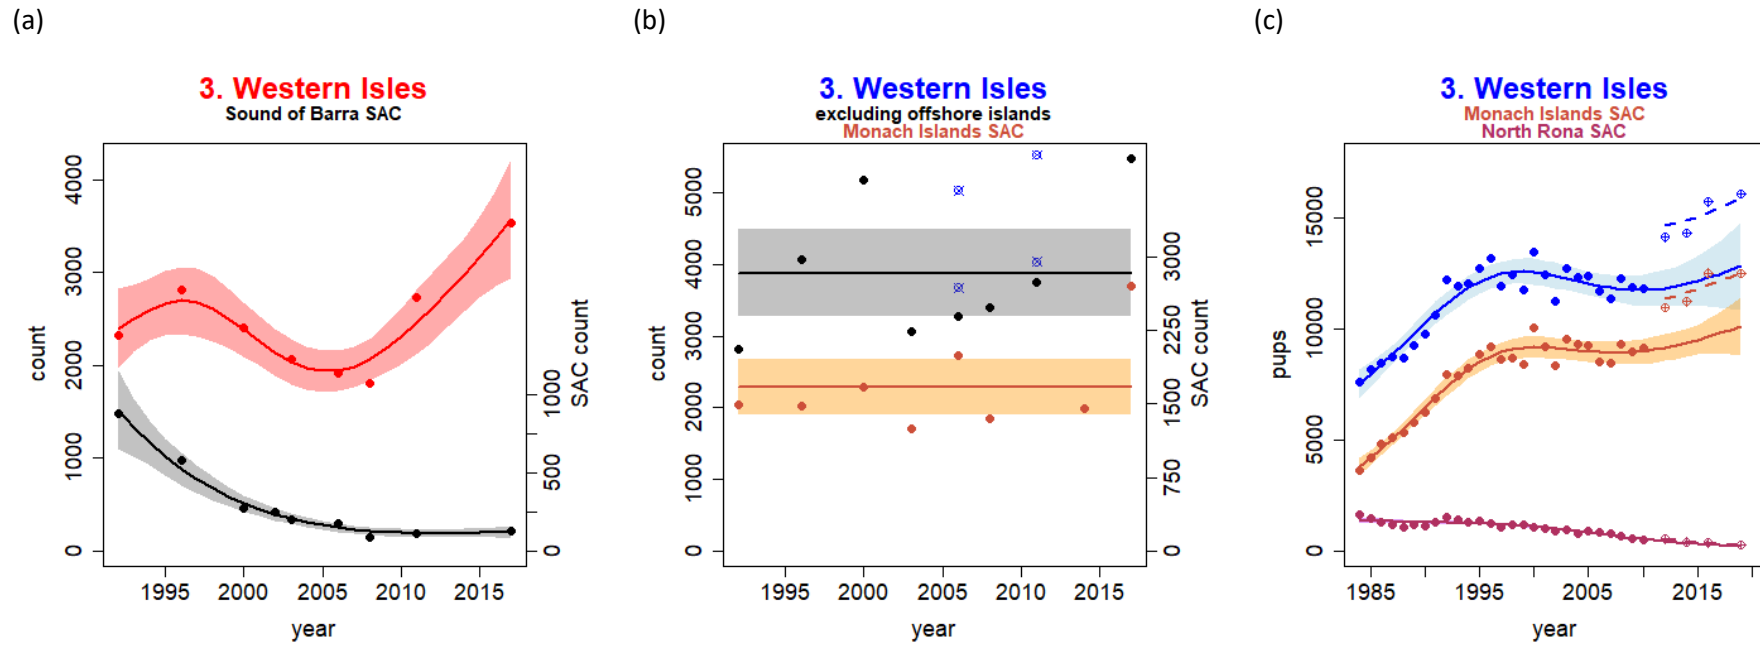 (a)
(b)
(c)
3. Western Isles
Sound of Barra SAC
4000
3000
2000
1000
0
count
1000
500
0
SAC count
1995 2000 2005 2010 2015
year
3. Western Isles
excluding offshore islands
Monach Islands SAC
5000
4000
3000
2000
1000
0
count
3000
2250
1500
750
0
SAC count
1995 2000 2005 2010 2015
year
3. Western Isles
Monach Islands SAC
North Rona SAC
15000
10000
5000
0
pups
1985 1995 2005 2015
year